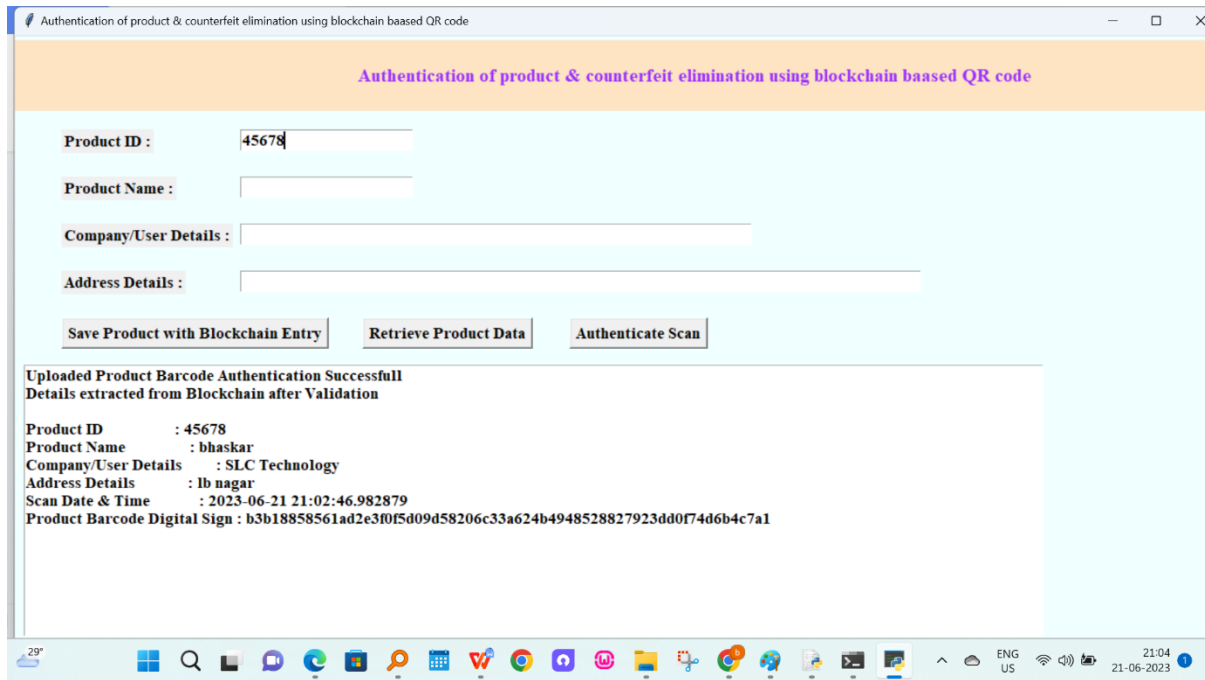 Authentication of product & counterfeit elimination using blockchain baased QR code
Authentication of product & counterfeit elimination using blockchain baased QR code
Product ID : 45678
Product Name :
Company/User Details :
Address Details :
Save Product with Blockchain Entry Retrieve Product Data Authenticate Scan
Uploaded Product Barcode Authentication Successfull
Details extracted from Blockchain after Validation
Product ID : 45678
Product Name : bhaskar
Company/User Details : SLC Technology
Address Details : lb nagar
Scan Date & Time : 2023-06-21 21:02:46.982879
Product Barcode Digital Sign : b3b18858561ad2e3f0f5d09d58206c33a624b4948528827923dd0f74d6b4c7a1
29°
ENG
US
21:04
21-06-2023
1